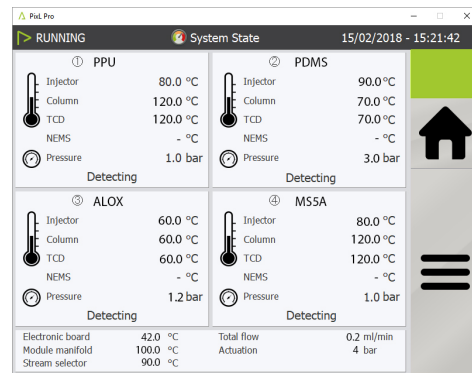 PixL Pro
RUNNING
System State
15/02/2018 - 15:21:42
① PPU
Injector 80.0 °C
Column 120.0 °C
TCD 120.0 °C
NEMS - °C
Pressure 1.0 bar
Detecting
② PDMS
Injector 90.0°C
Column 70.0 °C
TCD 70.0 °C
NEMS - °C
Pressure 3.0 bar
Detecting
③ ALOX
Injector 60.0 °C
Column 60.0 °C
TCD 60.0 °C
NEMS - °C
Pressure 1.2 bar
Detecting
④ MS5A
Injector 80.0 °C
Column 120.0 °C
TCD 120.0 °C
NEMS - °C
Pressure 1.0 bar
Detecting
Electronic board 42.0 °C
Module manifold 100.0 °C
Stream selector 90.0 °C
Total flow 0.2 ml/min
Actuation 4 bar